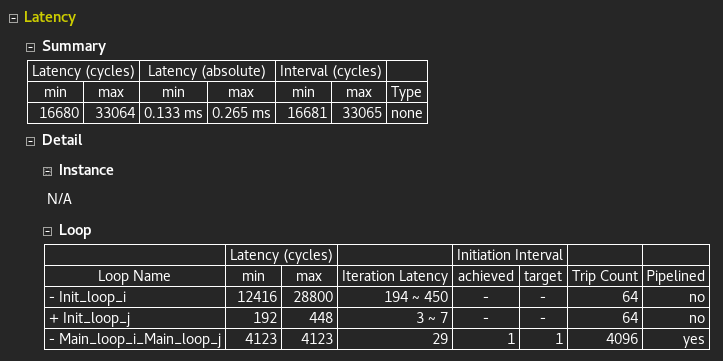 Latency
Summary
Latency (cycles) Latency (absolute) Interval (cycles)
min max min max min max Type
16680 33064 0.133 ms 0.265 ms 16681 33065 none
Detail
Instance
N/A
Loop
Latency (cycles) Initiation Interval
Loop Name min max Iteration Latency achieved target Trip Count Pipelined
- Init_loop_i 12416 28800 194 ~ 450 - - 64 no
+ Init_loop_j 192 448 3 ~ 7 - - 64 no
- Main_loop_i_Main_loop_j 4123 4123 29 1 1 4096 yes